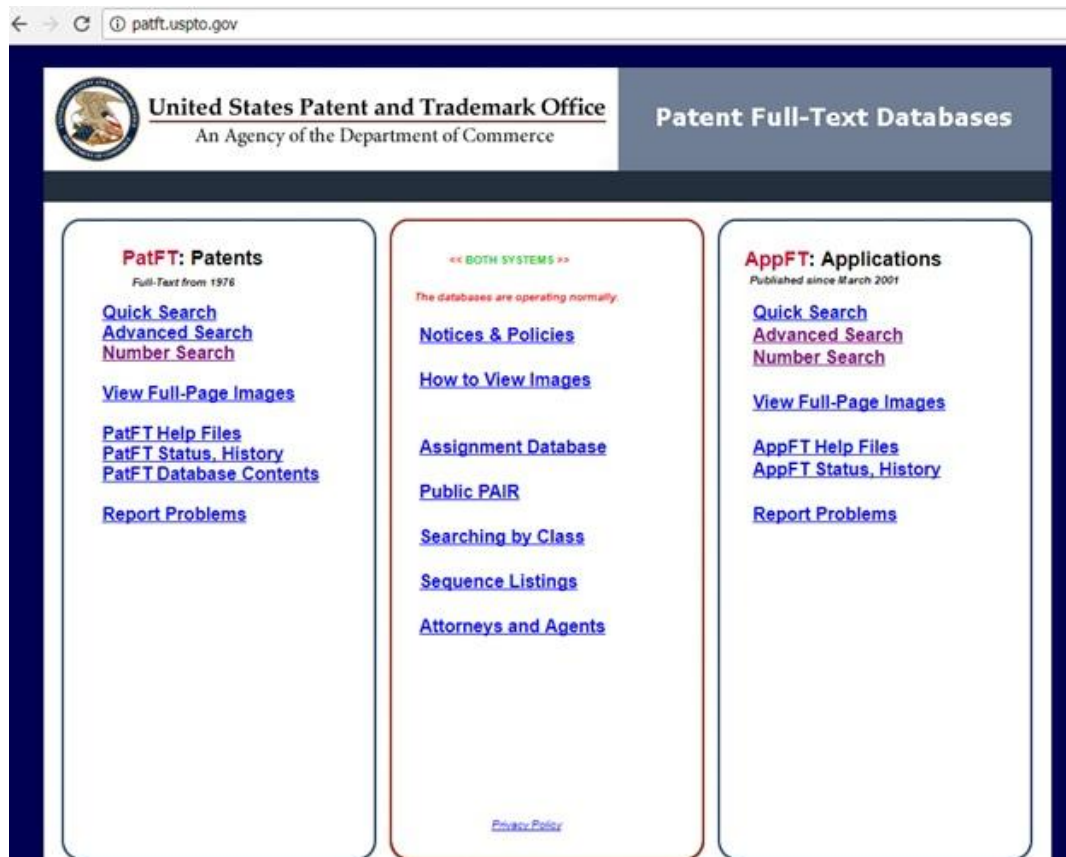 patft.uspto.gov
United States Patent and Trademark Office
An Agency of the Department of Commerce
Patent Full-Text Databases
PatFT: Patents
Full-Text from 1976
Quick Search
Advanced Search
Number Search
View Full-Page Images
PatFT Help Files
PatFT Status, History
PatFT Database Contents
Report Problems
<< BOTH SYSTEMS >>
The databases are operating normally.
Notices & Policies
How to View Images
Assignment Database
Public PAIR
Searching by Class
Sequence Listings
Attorneys and Agents
Privacy Policy
AppFT: Applications
Published since March 2001
Quick Search
Advanced Search
Number Search
View Full-Page Images
AppFT Help Files
AppFT Status, History
Report Problems